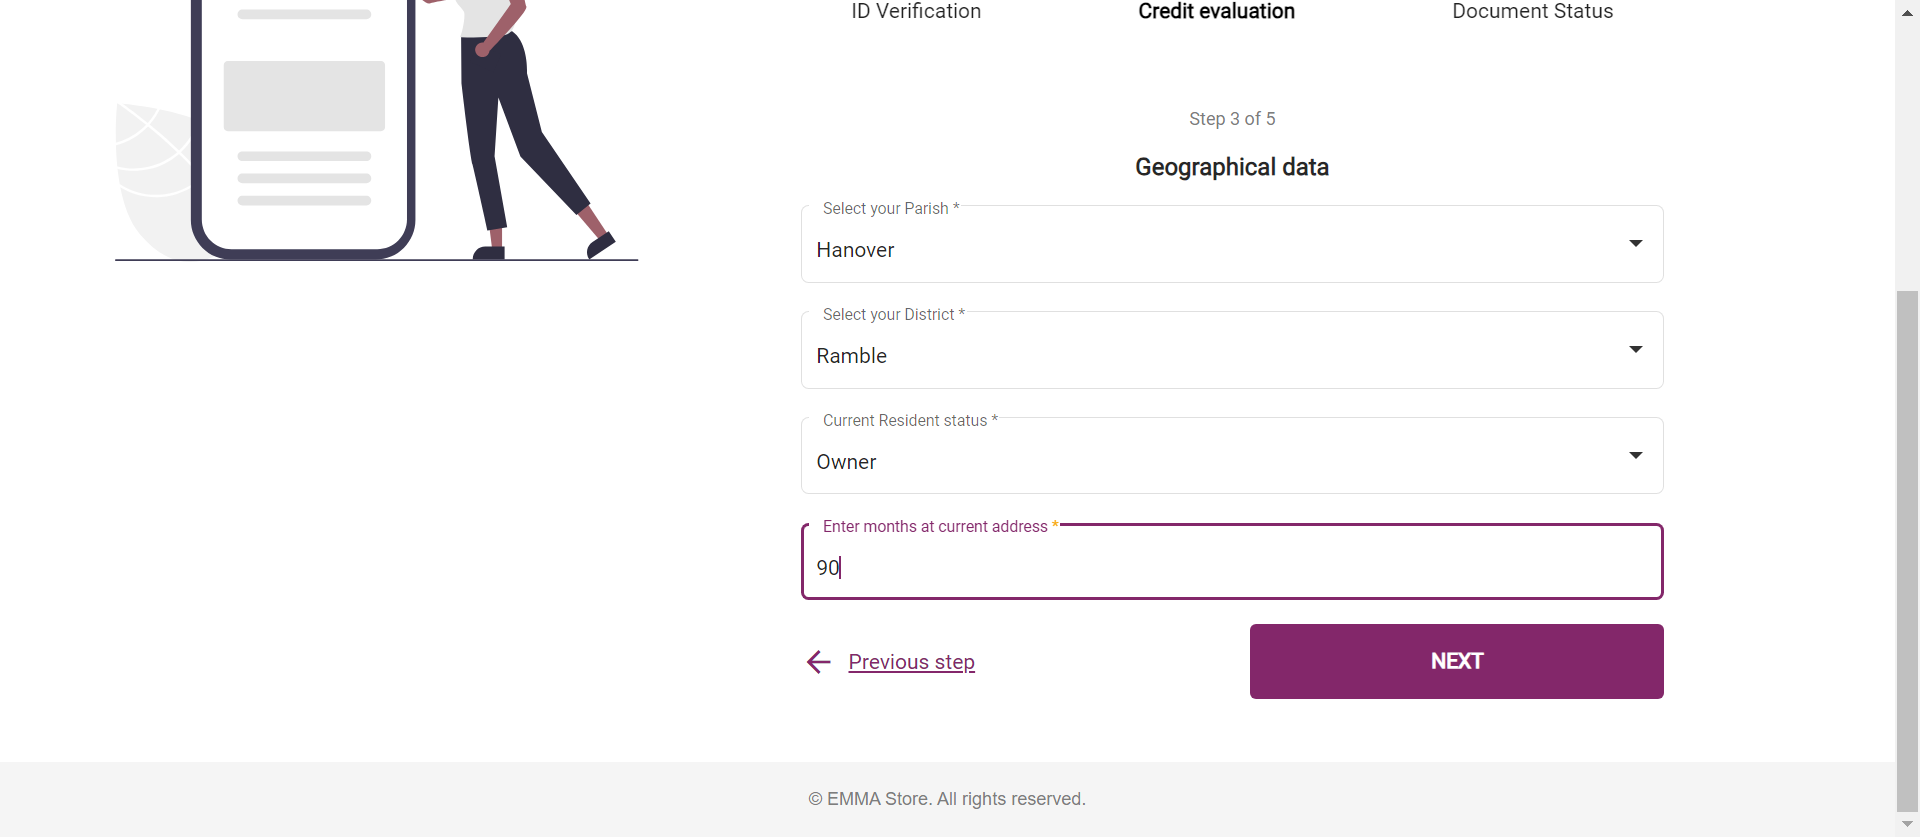 ID Verification
Credit evaluation
Document Status
Step 3 of 5
Geographical data
Select your Parish *
Hanover
Select your District *
Ramble
Current Resident status *
Owner
Enter months at current address *
90
Previous step
NEXT
© EMMA Store. All rights reserved.